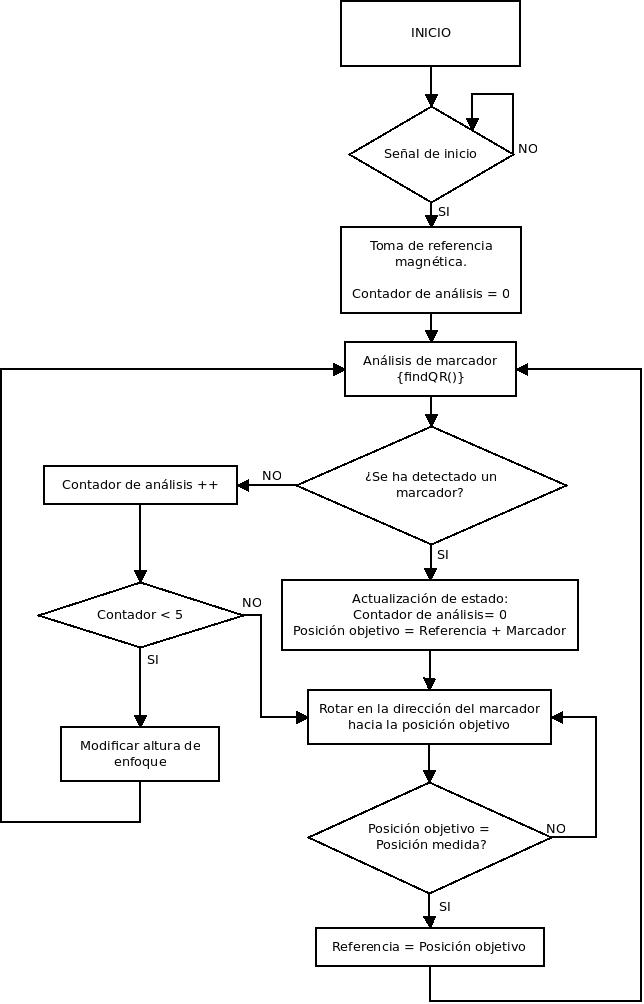 INICIO
Señal de inicio
NO
SI
Toma de referencia
magnética.
Contador de análisis = 0
Análisis de marcador
{findQR()}
¿Se ha detectado un
marcador?
NO
Contador de análisis ++
SI
Actualización de estado:
Contador de análisis= 0
Posición objetivo = Referencia + Marcador
Contador < 5
NO
SI
Modificar altura de
enfoque
Rotar en la dirección del marcador
hacia la posición objetivo
Posición objetivo =
Posición medida?
NO
SI
Referencia = Posición objetivo